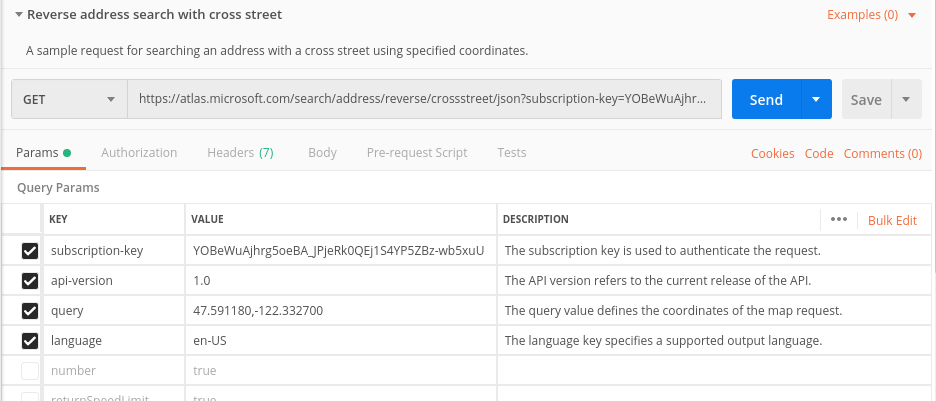 Reverse address search with cross street Examples (0)
A sample request for searching an address with a cross street using specified coordinates.
GET https://atlas.microsoft.com/search/address/reverse/crossstreet/json?subscription-key=YOBeWuAjhr... Send Save
Params Authorization Headers (7) Body Pre-request Script Tests Cookies Code Comments (0)
Query Params
KEY VALUE DESCRIPTION ••• Bulk Edit
subscription-key YOBeWuAjhrg5oeBA_JPjeRk0QEj1S4YP5ZBz-wb5xuU The subscription key is used to authenticate the request.
api-version 1.0 The API version refers to the current release of the API.
query 47.591180,-122.332700 The query value defines the coordinates of the map request.
language en-US The language key specifies a supported output language.
number true
returnSpeedLimit true